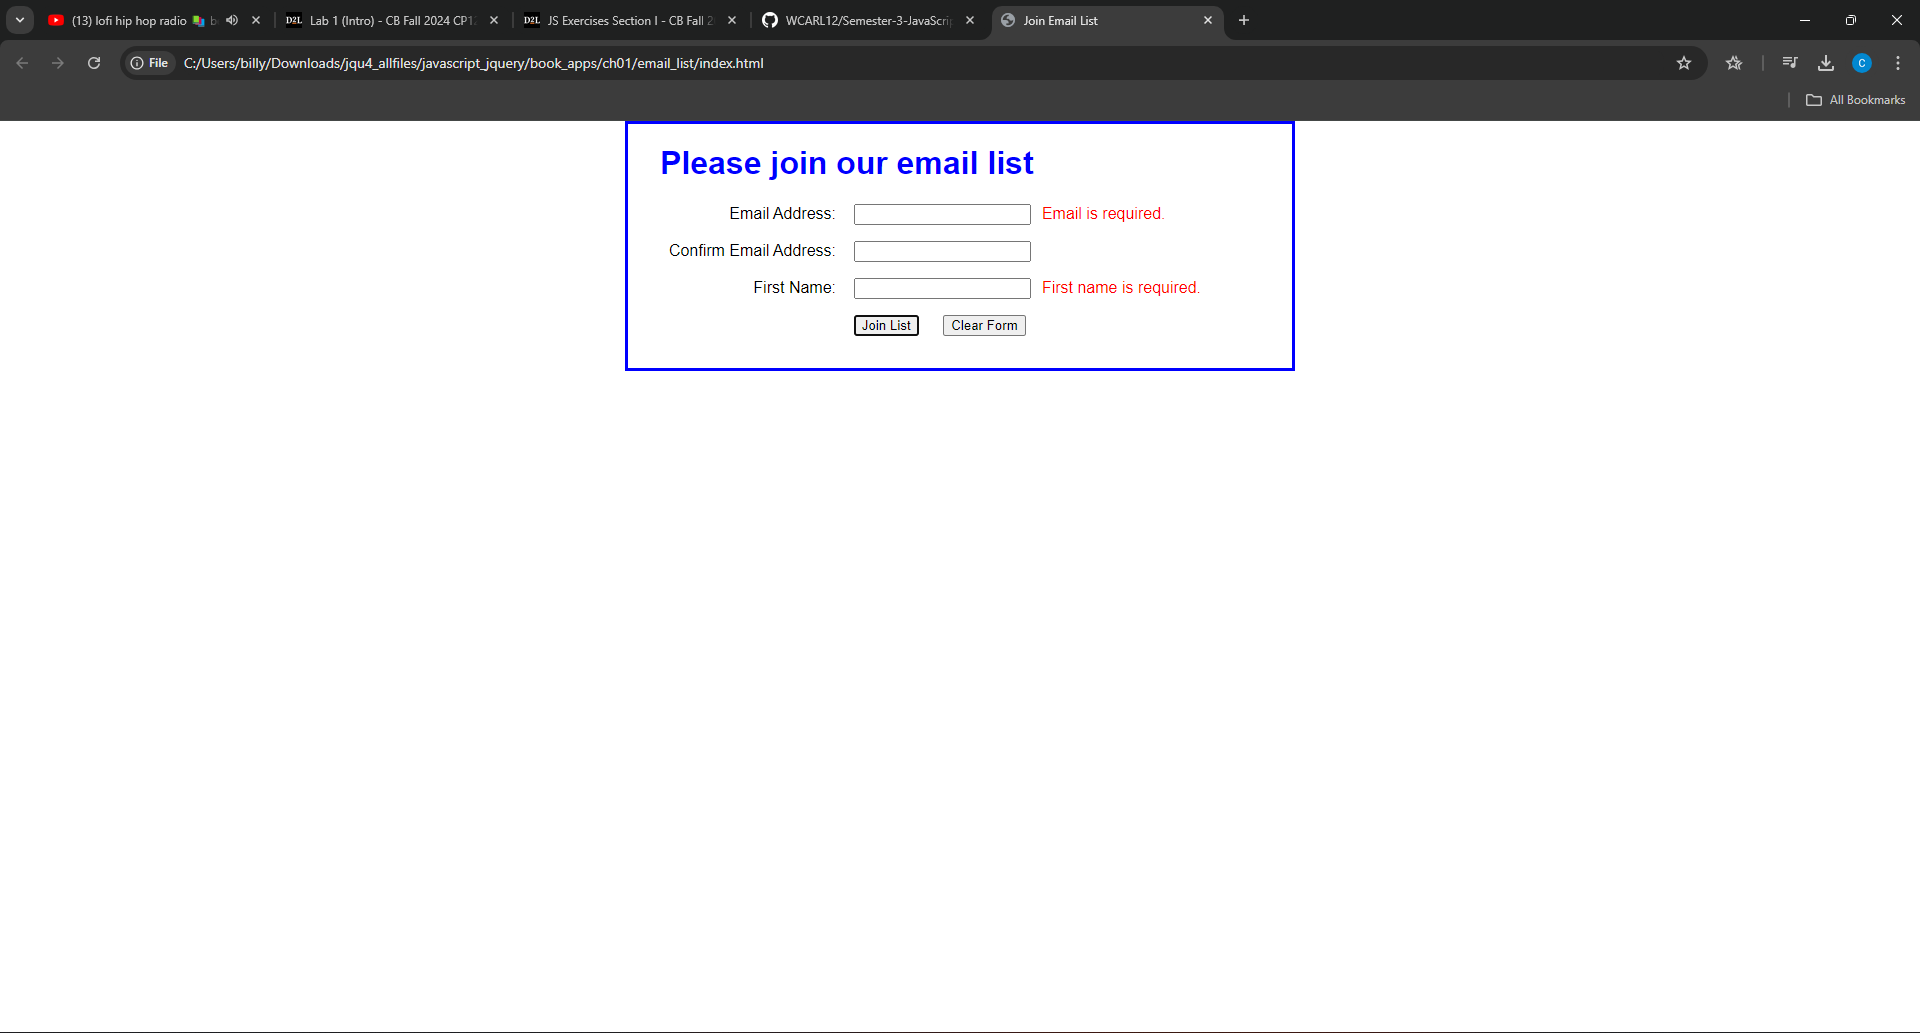 (13) lofi hip hop radio
Lab 1 (Intro) - CB Fall 2024 CP12
JS Exercises Section I - CB Fall 2
WCARL12/Semester-3-JavaScri
Join Email List
File
C:/Users/billy/Downloads/jqu4_allfiles/javascript_jquery/book_apps/ch01/email_list/index.html
C
All Bookmarks
Please join our email list
Email Address: Email is required.
Confirm Email Address:
First Name: First name is required.
Join List Clear Form